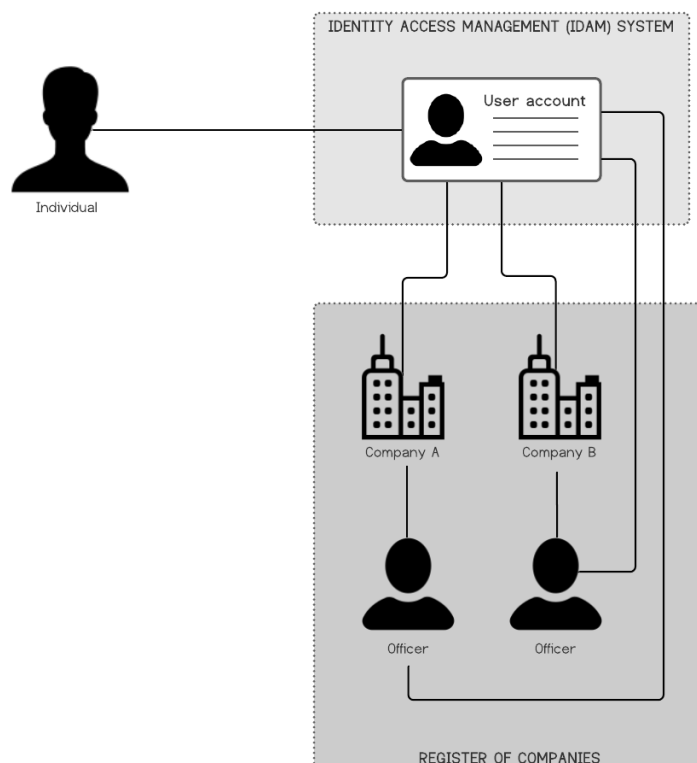 IDENTITY ACCESS MANAGEMENT (IDAM) SYSTEM
User account
Individual
Company A
Company B
Officer
Officer
REGISTER OF COMPANIES